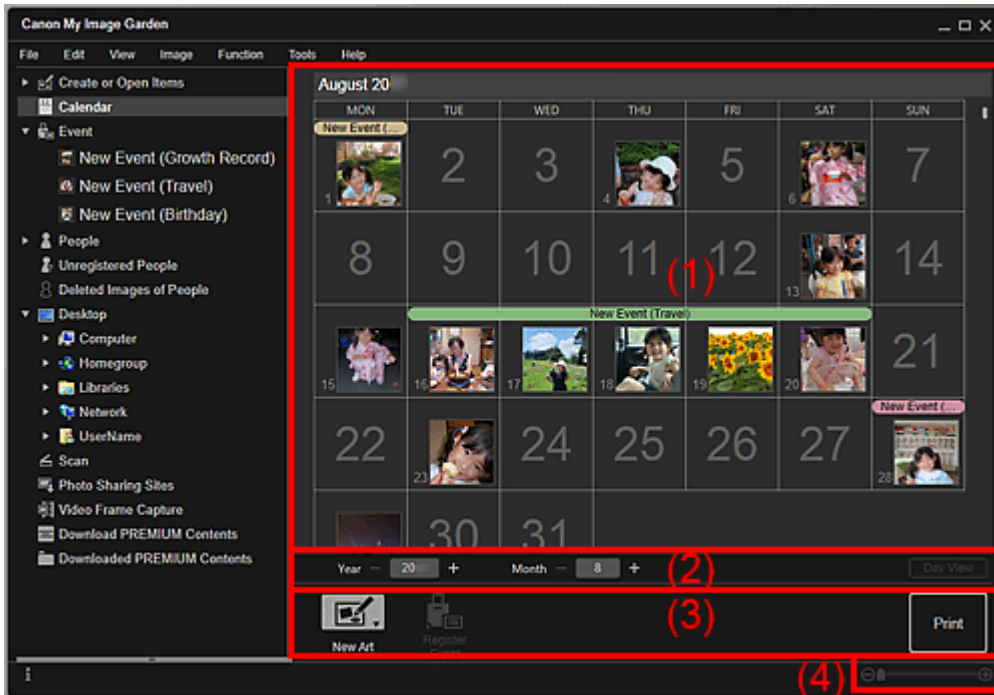 Canon My Image Garden
File Edit View Image Function Tools Help
Create or Open Items
Calendar
Event
New Event (Growth Record)
New Event (Travel)
New Event (Birthday)
People
Unregistered People
Deleted Images of People
Desktop
Computer
Homegroup
Libraries
Network
UserName
Scan
Photo Sharing Sites
Video Frame Capture
Download PREMIUM Contents
Downloaded PREMIUM Contents
August 20
MON TUE WED THU FRI SAT SUN
New Event (...
1 2 3 4 5 6 7
8 9 10 11 (1) 12 13 14
New Event (Travel)
15 16 17 18 19 20 21
New Event (...
22 23 24 25 26 27 28
30 31
Year − 20 + Month − 8 + (2) Day View
New Art Register (3) Print
(4)